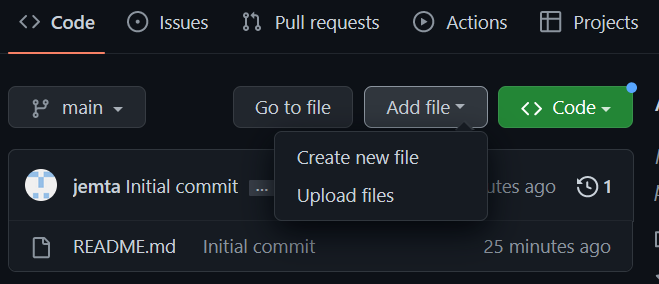 Code Issues Pull requests Actions Projects
main Go to file Add file Code
Create new file
Upload files
jemta Initial commit ... utes ago 1
README.md Initial commit 25 minutes ago